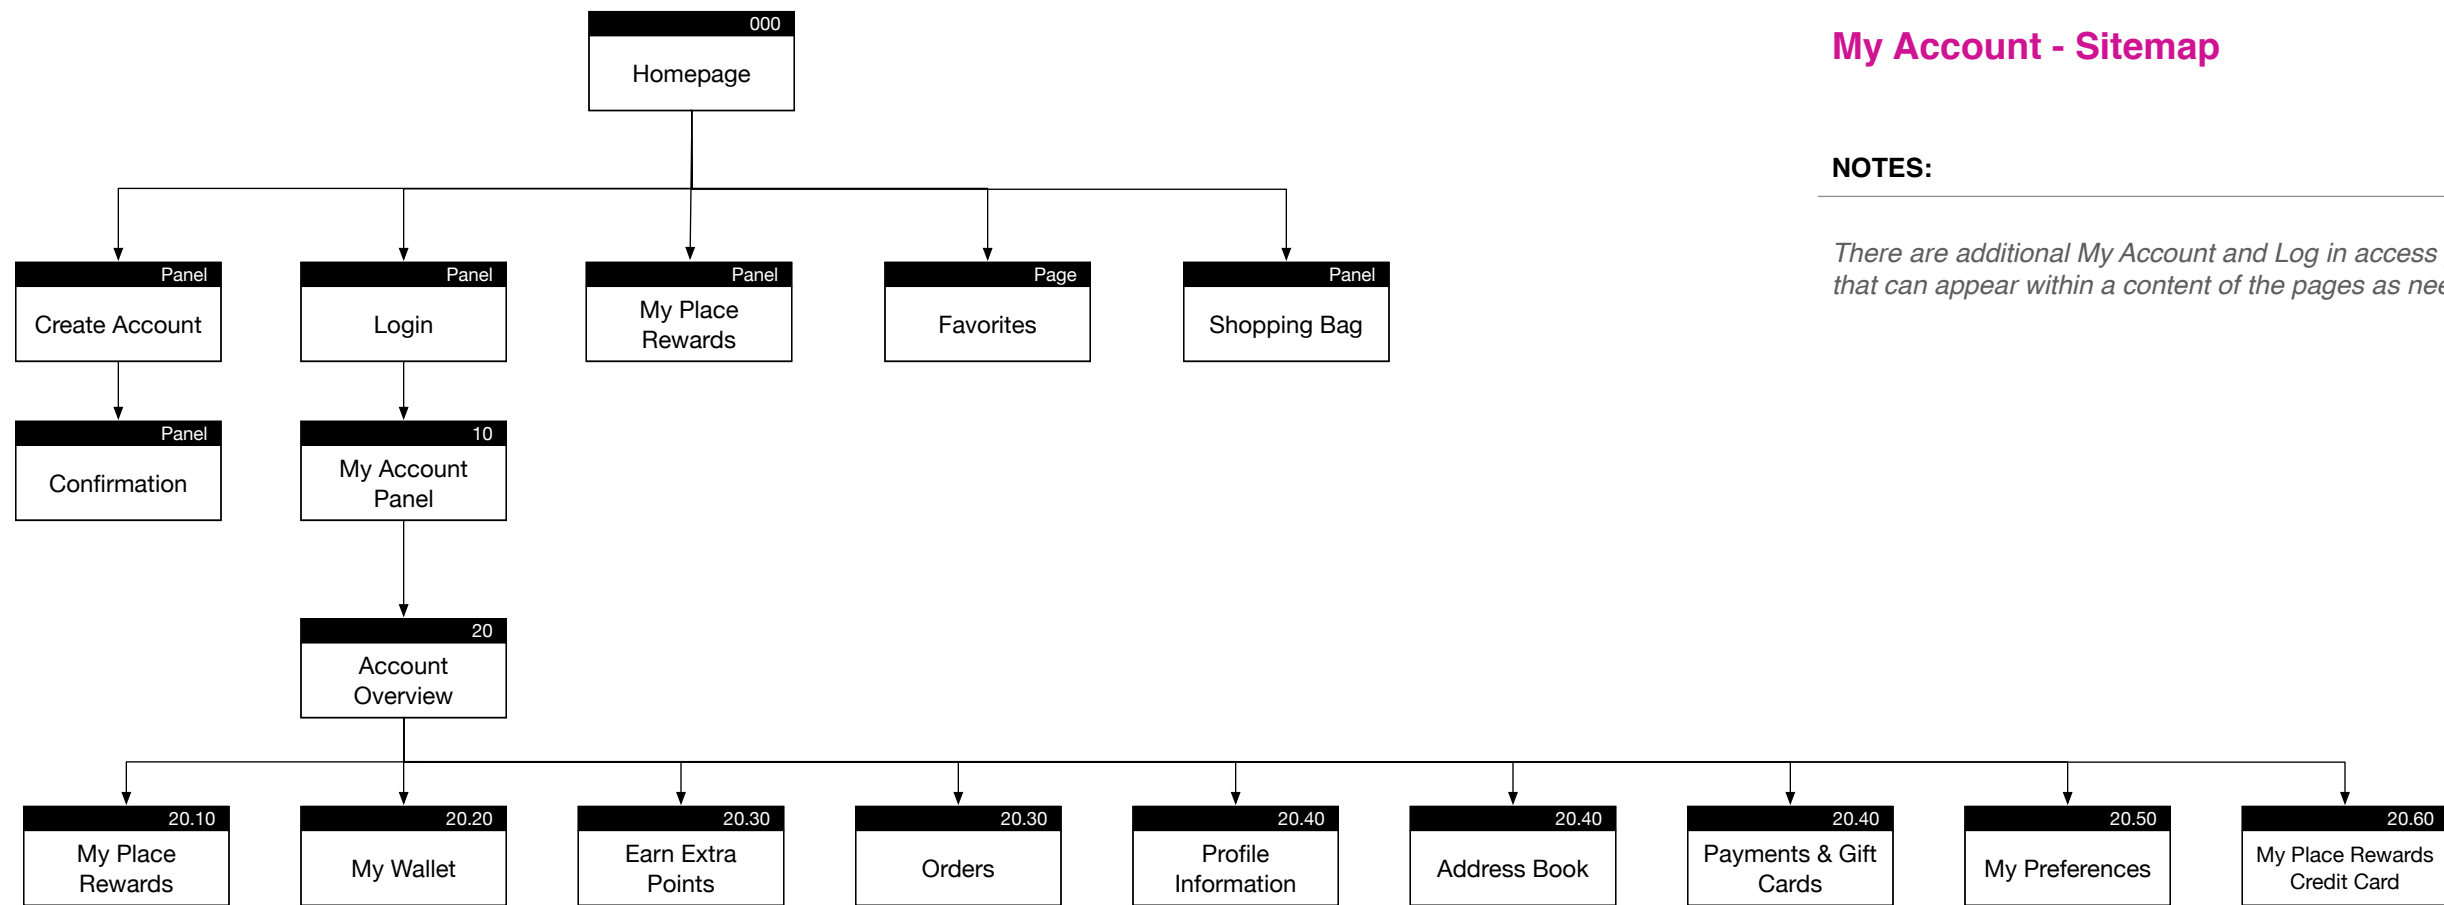 000
Homepage
My Account - Sitemap
NOTES:
There are additional My Account and Log in access
that can appear within a content of the pages as
Panel
Create Account
Panel
Login
Panel
My Place
Rewards
Page
Favorites
Panel
Shopping Bag
Panel
Confirmation
10
My Account
Panel
20
Account
Overview
20.10
My Place
Rewards
20.20
My Wallet
20.30
Earn Extra
Points
20.30
Orders
20.40
Profile
Information
20.40
Address Book
20.40
Payments & Gift
Cards
20.50
My Preferences
20.60
My Place Rewards
Credit Card